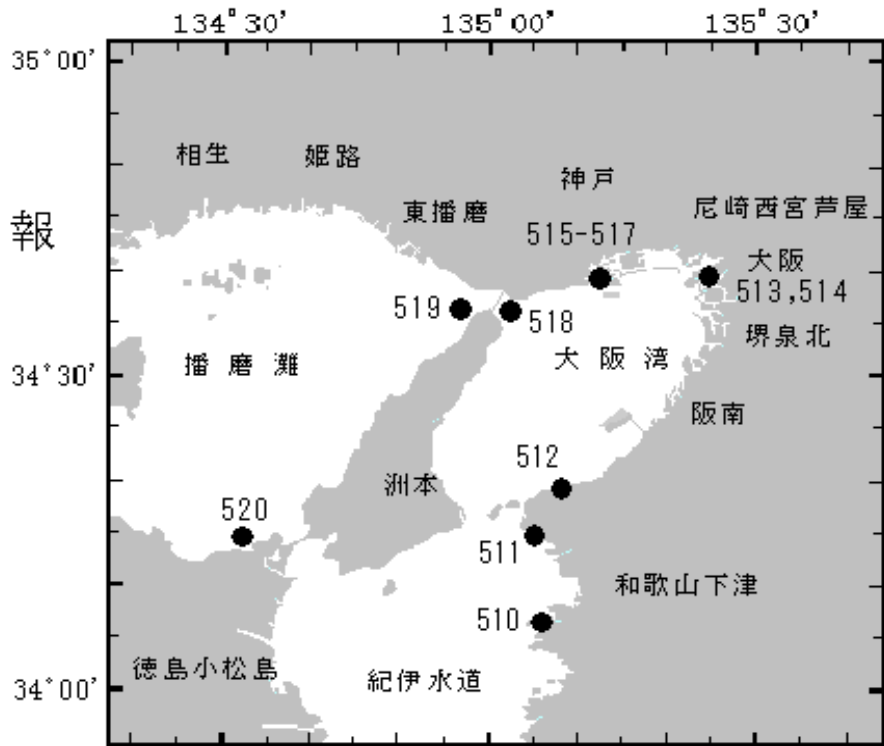 134°30' 135°00' 135°30'
35°00'
相生 姫路
神戸
東播磨
尼崎西宮芦屋
報
515-517
大阪
513,514
519
518
堺泉北
播磨灘
大阪湾
34°30'
阪南
512
洲本
520
511
和歌山下津
510
徳島小松島
紀伊水道
34°00'